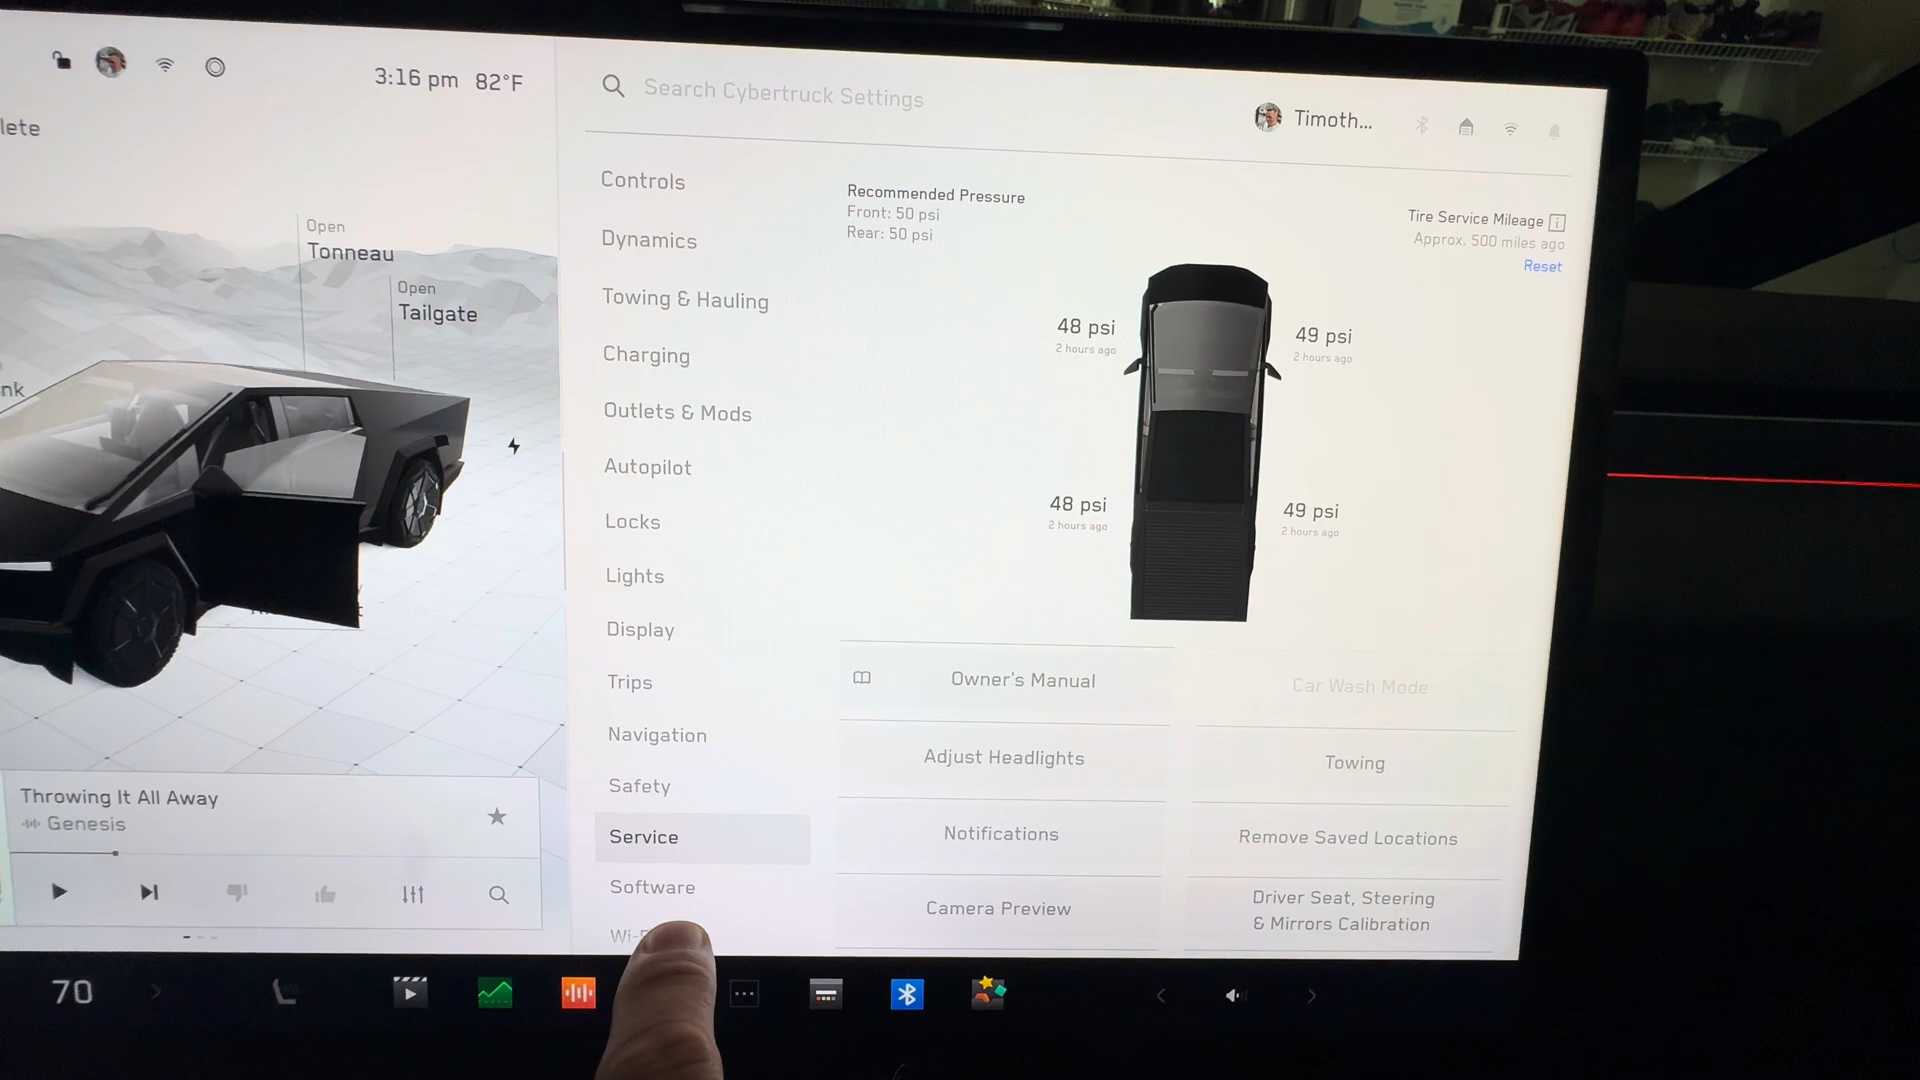 3:16 pm 82°F
lete
Open
Tonneau
Open
Tailgate
nk
Throwing It All Away
Genesis
Search Cybertruck Settings
Timoth...
Controls
Dynamics
Towing & Hauling
Charging
Outlets & Mods
Autopilot
Locks
Lights
Display
Trips
Navigation
Safety
Service
Software
Wi-F
Recommended Pressure
Front: 50 psi
Rear: 50 psi
Tire Service Mileage
Approx. 500 miles ago
Reset
48 psi
2 hours ago
49 psi
2 hours ago
48 psi
2 hours ago
49 psi
2 hours ago
Owner's Manual
Car Wash Mode
Adjust Headlights
Towing
Notifications
Remove Saved Locations
Camera Preview
Driver Seat, Steering
& Mirrors Calibration
70